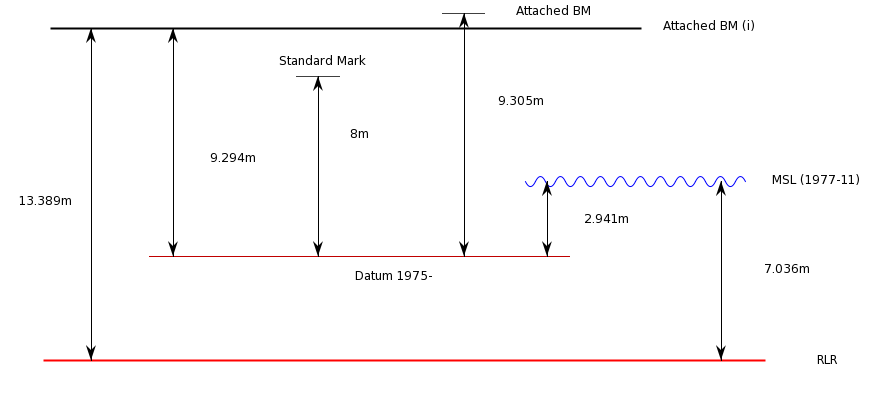 Attached BM
Attached BM (i)
Standard Mark
9.305m
8m
9.294m
MSL (1977-11)
13.389m
2.941m
7.036m
Datum 1975-
RLR